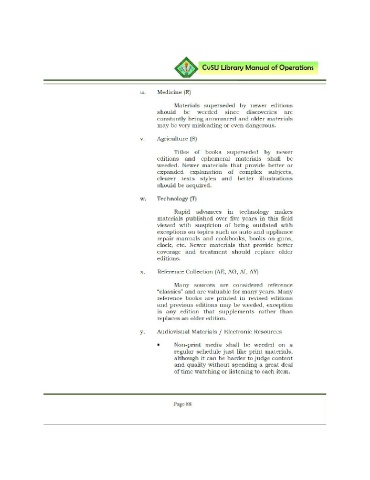 CvSU Library Manual of Operations
u. Medicine (R)
Materials superseded by newer editions
should be weeded since discoveries are
constantly being announced and older materials
may be very misleading or even dangerous.
v. Agriculture (S)
Titles of books superseded by newer
editions and ephemeral materials shall be
weeded. Newer materials that provide better or
expanded explanation of complex subjects,
clearer texts styles and better illustrations
should be acquired.
w. Technology (T)
Rapid advances in technology makes
materials published over five years in this field
viewed with suspicion of being outdated with
exceptions on topics such as auto and appliance
repair manuals and cookbooks, books on guns,
clock, etc. Newer materials that provide better
coverage and treatment should replace older
editions.
x. Reference Collection (AE, AG, AI, AY)
Many sources are considered reference
"classics" and are valuable for many years. Many
reference books are printed in revised editions
and previous editions may be weeded, exception
is any edition that supplements rather than
replaces an older edition.
y. Audiovisual Materials / Electronic Resources
• Non-print media shall be weeded on a
regular schedule just like print materials,
although it can be harder to judge content
and quality without spending a great deal
of time watching or listening to each item.
Page